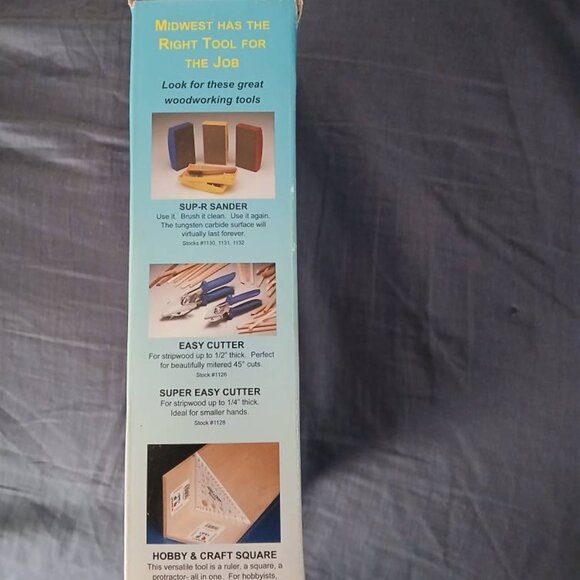 MIDWEST HAS THE
RIGHT TOOL FOR
THE JOB
Look for these great
woodworking tools
SUP-R SANDER
Use it. Brush it clean. Use it again.
The tungsten carbide surface will
virtually last forever.
Stocks #1130, 1131, 1132
EASY CUTTER
For stripwood up to 1/2" thick. Perfect
for beautifully mitered 45° cuts.
Stock #1126
SUPER EASY CUTTER
For stripwood up to 1/4" thick.
Ideal for smaller hands.
Stock #1128
HOBBY & CRAFT SQUARE
This versatile tool is a ruler, a square, a
protractor- all in one. For hobbyists,